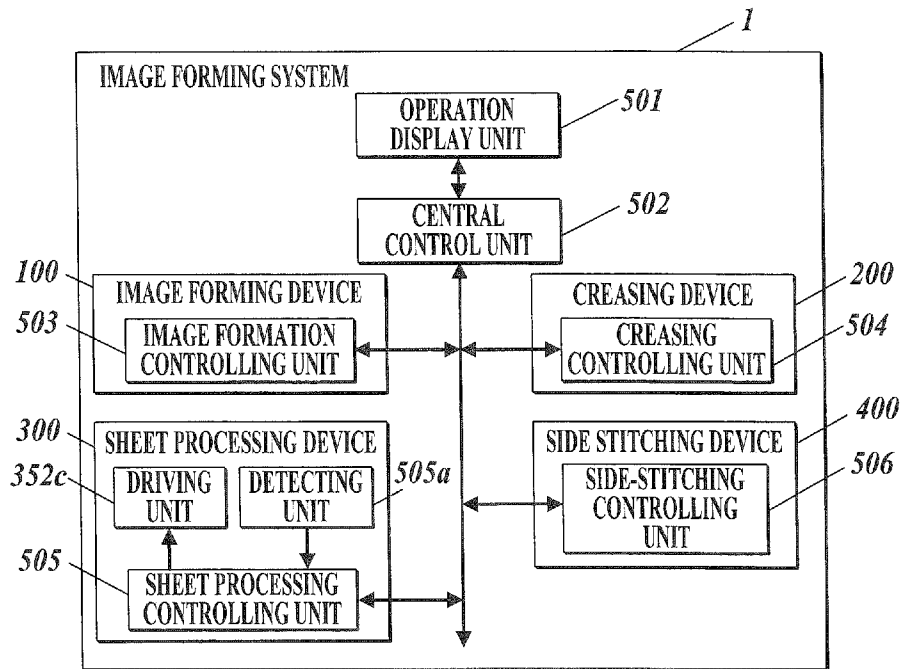 1
IMAGE FORMING SYSTEM
OPERATION
DISPLAY UNIT
501
CENTRAL
CONTROL UNIT
502
100
IMAGE FORMING DEVICE
503
IMAGE FORMATION
CONTROLLING UNIT
CREASING DEVICE
200
CREASING
CONTROLLING UNIT
504
300
SHEET PROCESSING DEVICE
352c
DRIVING
UNIT
DETECTING
UNIT
505a
505
SHEET PROCESSING
CONTROLLING UNIT
SIDE STITCHING DEVICE
400
SIDE-STITCHING
CONTROLLING
UNIT
506